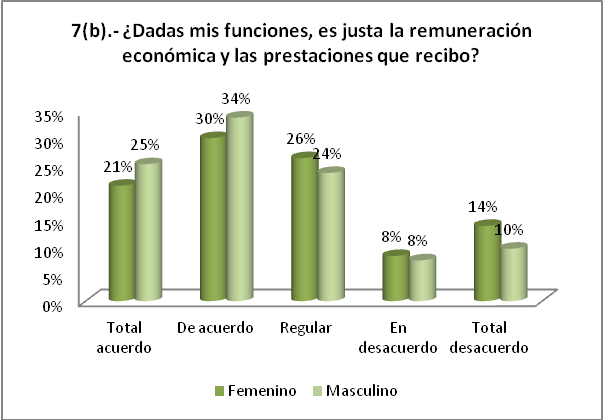 7(b).- ¿Dadas mis funciones, es justa la remuneración
económica y las prestaciones que recibo?
35%
30%
25%
20%
15%
10%
5%
0%
21%
25%
30%
34%
26%
24%
8%
8%
14%
10%
Total
acuerdo
De acuerdo
Regular
En
desacuerdo
Total
desacuerdo
Femenino
Masculino